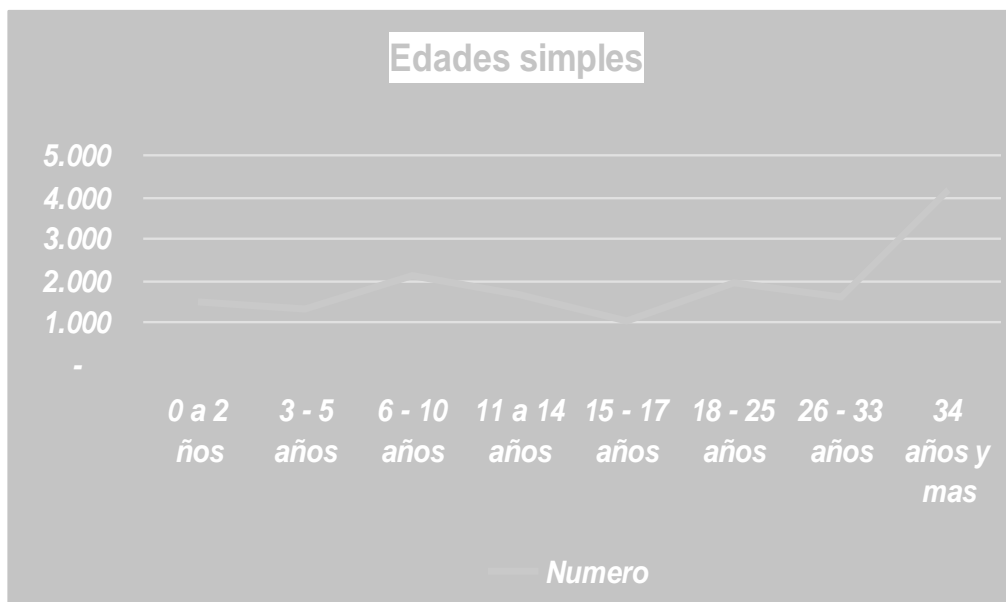 Edades simples
5.000
4.000
3.000
2.000
1.000
-
0 a 2 3 - 5 6 - 10 11 a 14 15 - 17 18 - 25 26 - 33 34
ños años años años años años años años y
mas
Numero